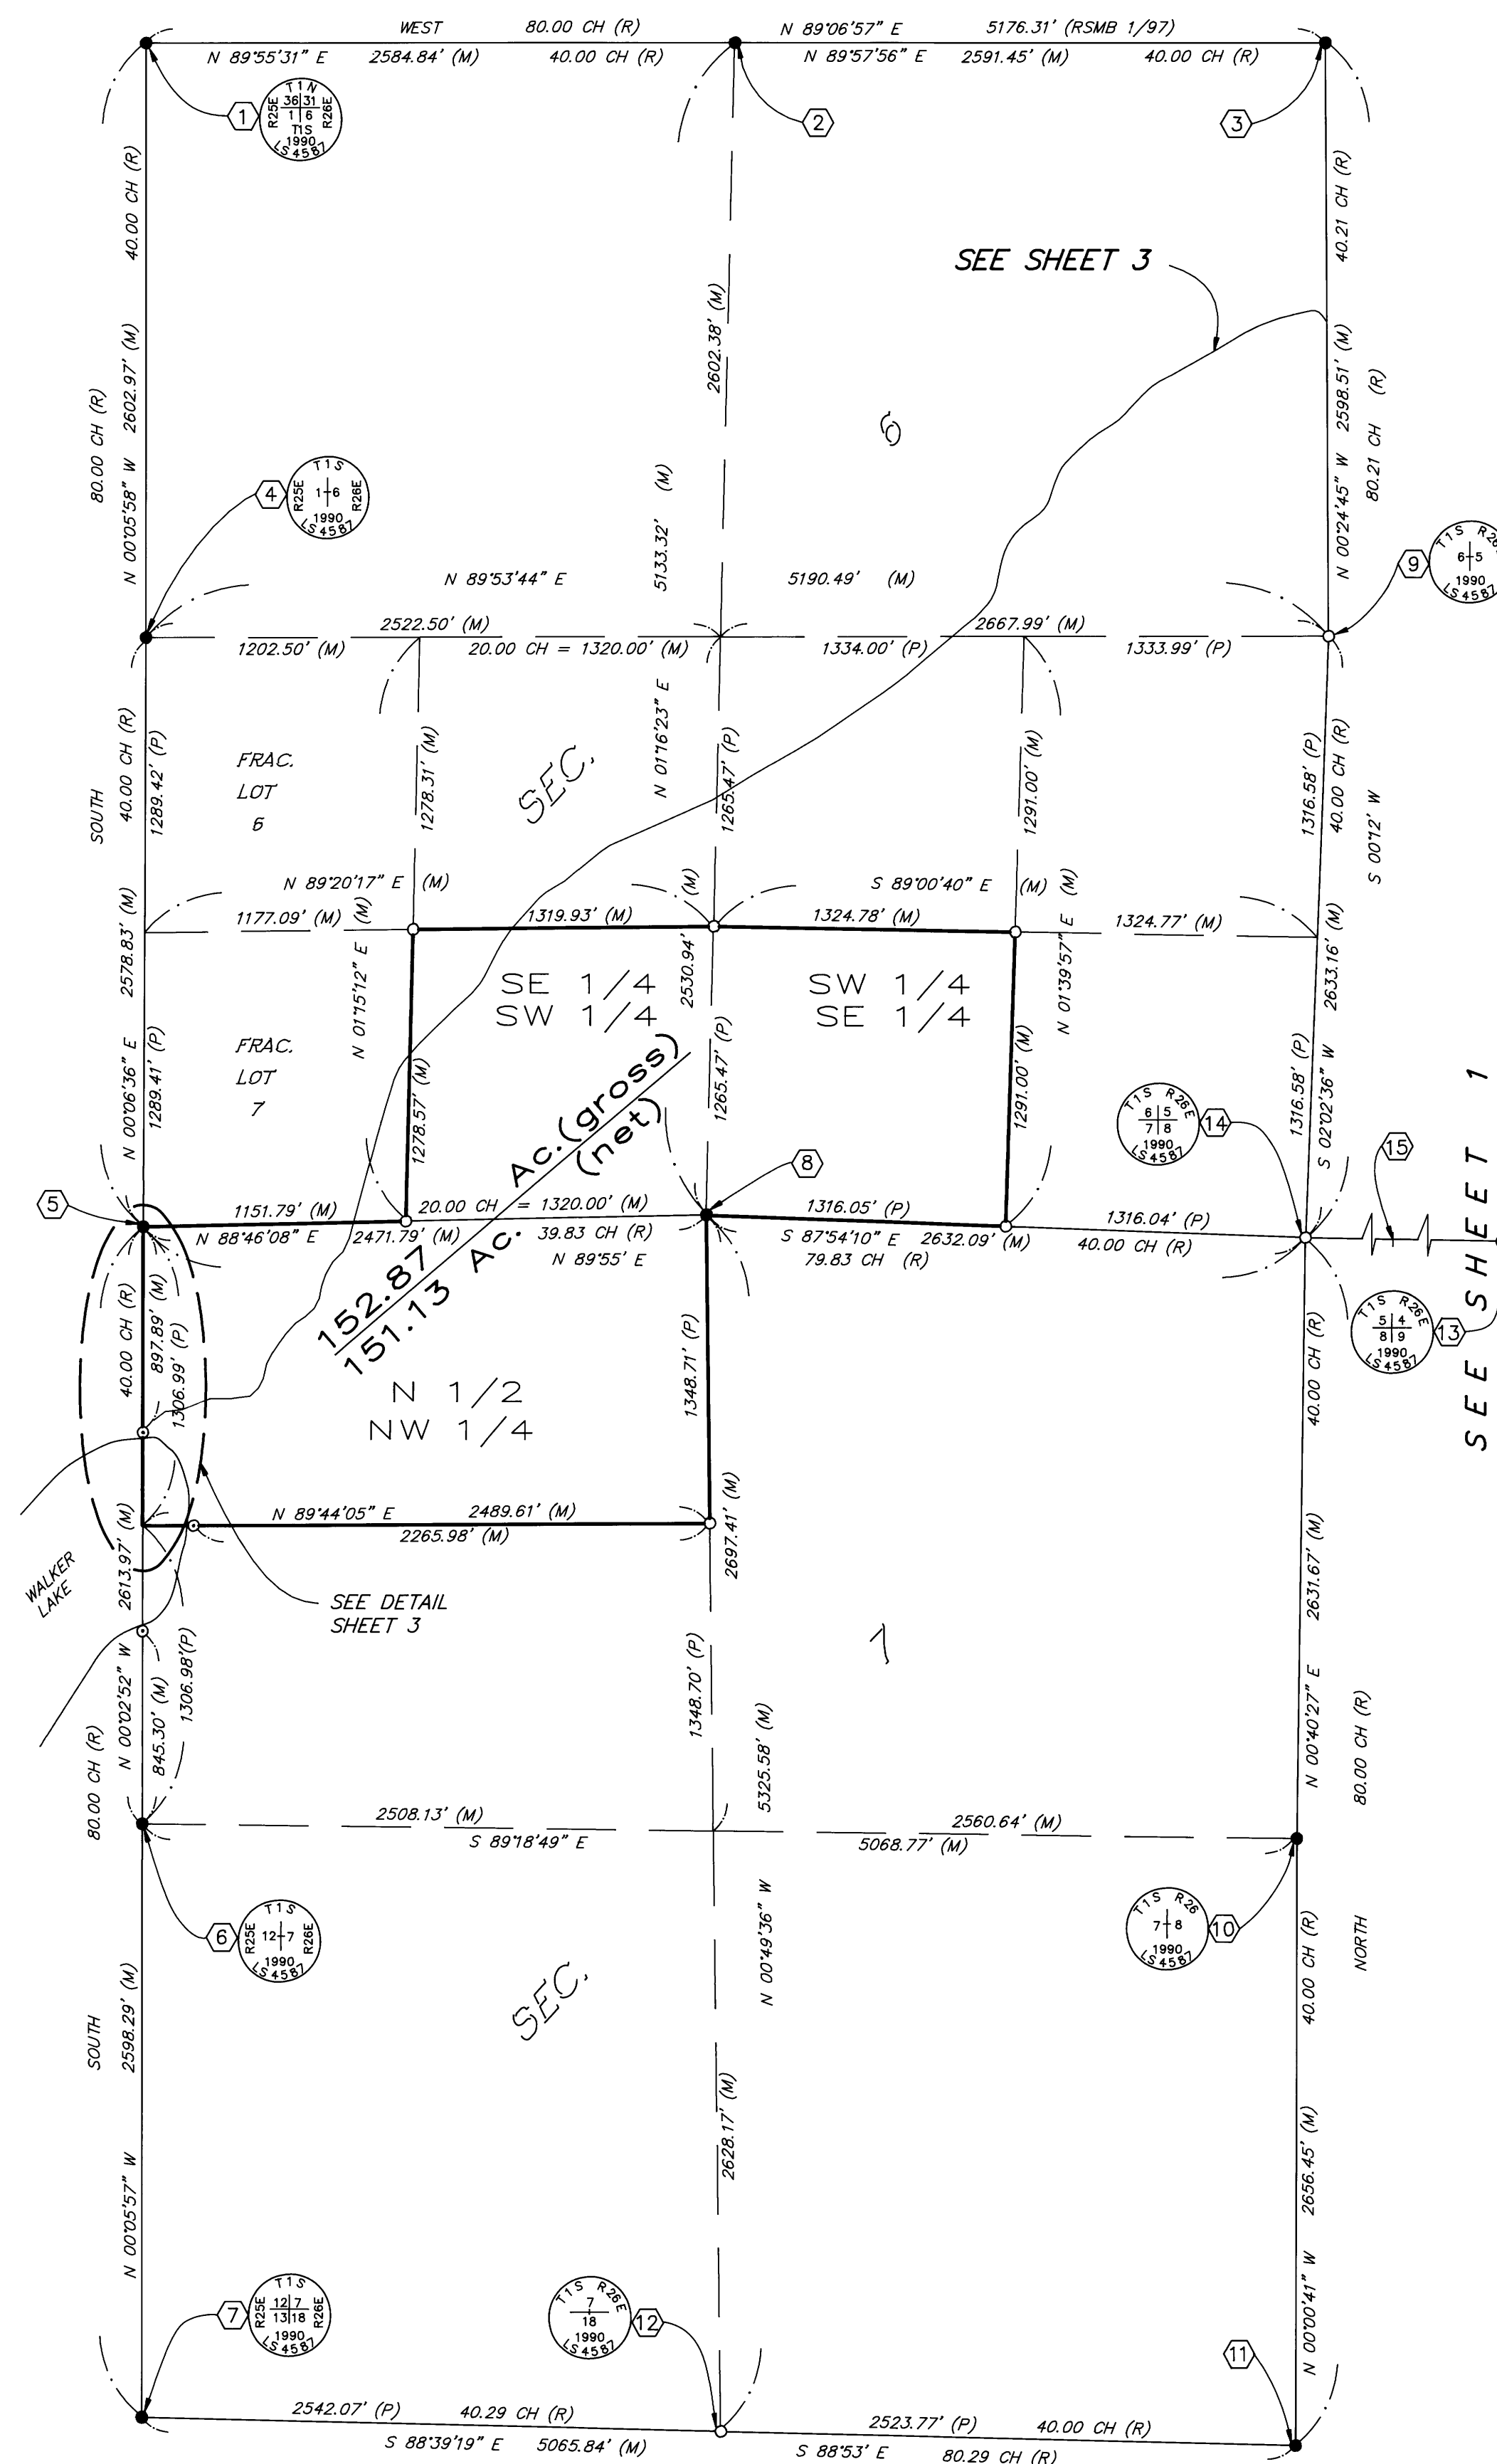 WEST 80.00 CH (R) N 89°06'57" E 5176.31' (RSMB 1/97)
N 89°55'31" E 2584.84' (M) 40.00 CH (R) N 89°57'56" E 2591.45' (M) 40.00 CH (R)
1
T 1 N
R25E 36 31 R26E
1 6
T1S
1990
LS 4587
2
3
40.00 CH (R)
2602.97' (M)
N 00°05'58" W
80.00 CH (R)
2602.38' (M)
40.21 CH (R)
2598.51' (M)
N 00°24'45" W
80.21 CH (R)
SEE SHEET 3
6
4
T 1 S
R25E 1 6 R26E
1990
LS 4587
9
T1S R26
6 5
1990
LS 4587
5133.32' (M)
N 01°16'23" E
N 89°53'44" E 5190.49' (M)
2522.50' (M) 2667.99' (M)
1202.50' (M) 20.00 CH = 1320.00' (M) 1334.00' (P) 1333.99' (P)
SOUTH
40.00 CH (R)
1289.42' (P)
FRAC.
LOT
6
1278.31' (M)
SEC.
1265.47' (P)
1291.00' (M)
1316.58' (P)
40.00 CH (R)
S 00°12' W
N 89°20'17" E (M) S 89°00'40" E (M)
1177.09' (M) 1319.93' (M) 1324.78' (M) 1324.77' (M)
2578.83' (M)
N 00°06'36" E
1289.41' (P)
FRAC.
LOT
7
N 01°15'12" E (M)
1278.57' (M)
SE 1/4
SW 1/4
2530.94' (M)
1265.47' (P)
SW 1/4
SE 1/4
1291.00' (M)
N 01°39'57" E (M)
2633.16' (M)
S 02°02'36" W
1316.58' (P)
152.87 Ac.(gross)
151.13 Ac. (net)
14
T1S R26E
6 5
7 8
1990
LS 4587
15
13
T1S R26E
5 4
8 9
1990
LS 4587
SEE SHEET 1
5
8
1151.79' (M) 20.00 CH = 1320.00' (M) 1316.05' (P) 1316.04' (P)
N 88°46'08" E 2471.79' (M) 39.83 CH (R) S 87°54'10" E 2632.09' (M) 40.00 CH (R)
N 89°55' E 79.83 CH (R)
40.00 CH (R)
897.89' (M)
1306.99' (P)
N 1/2
NW 1/4
1348.71' (P)
40.00 CH (R)
N 89°44'05" E 2489.61' (M)
2265.98' (M)
WALKER
LAKE
SEE DETAIL
SHEET 3
2613.97' (M)
N 00°02'52" W
80.00 CH (R)
845.30' (M)
1306.98'(P)
2697.41' (M)
1348.70' (P)
5325.58' (M)
N 00°49'36" W
7
2631.67' (M)
N 00°40'27" E
80.00 CH (R)
2508.13' (M) 2560.64' (M)
S 89°18'49" E 5068.77' (M)
6
T 1 S
R25E 12 7 R26E
1990
LS 4587
10
T1S R26
7 8
1990
LS 4587
SEC.
SOUTH
2598.29' (M)
N 00°05'57" W
2628.17' (M)
40.00 CH (R)
NORTH
2656.45' (M)
N 00°00'41" W
7
T 1 S
R25E 12 7 R26E
13 18
1990
LS 4587
12
T1S R26E
7
18
1990
LS 4587
11
2542.07' (P) 40.29 CH (R) 2523.77' (P) 40.00 CH (R)
S 88°39'19" E 5065.84' (M) S 88°53' E 80.29 CH (R)